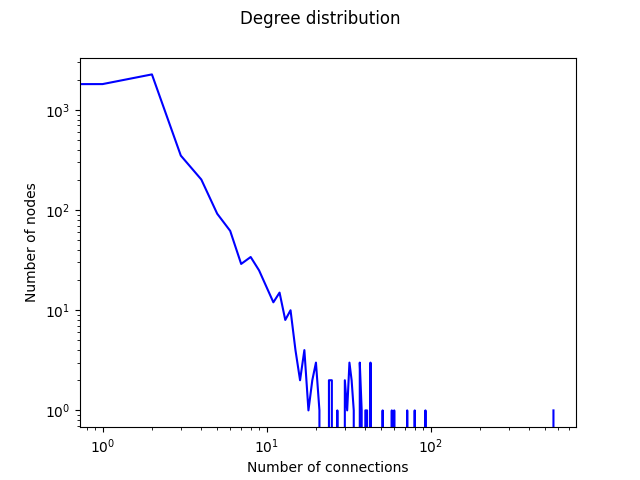 Degree distribution
Number of nodes
10³
10²
10¹
10⁰
10⁰ 10¹ 10²
Number of connections